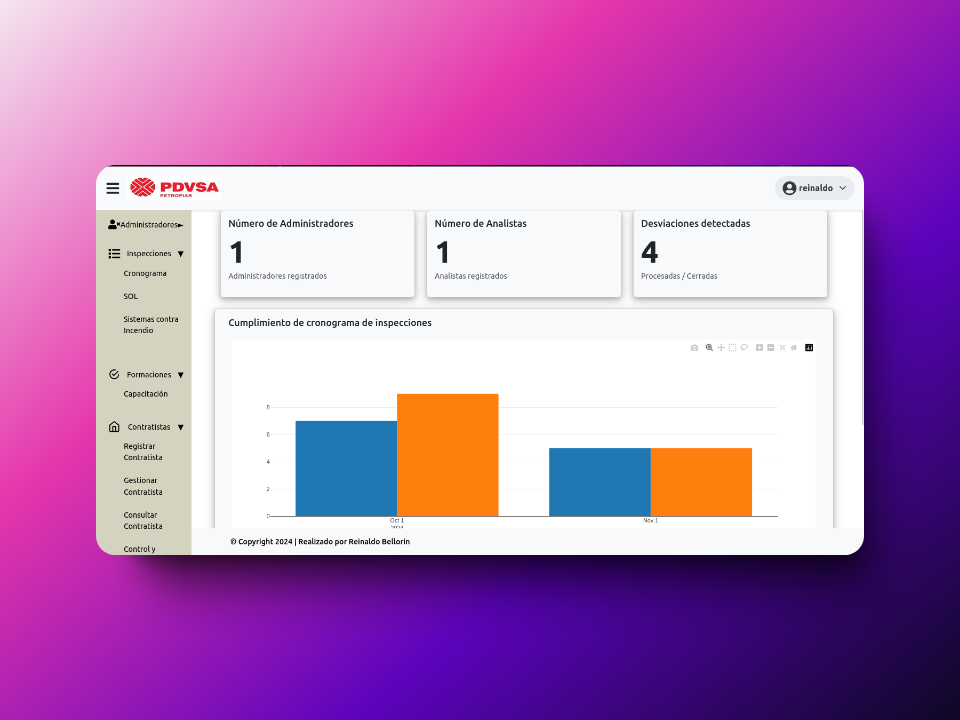 PDVSA
PETROPIAS
reinaldo
Administradores
Inspecciones
Cronograma
SOL
Sistemas contra
Incendio
Formaciones
Capacitación
Contratistas
Registrar
Contratista
Gestionar
Contratista
Consultar
Contratista
Control y
Número de Administradores
1
Administradores registrados
Número de Analistas
1
Analistas registrados
Desviaciones detectadas
4
Procesadas / Cerradas
Cumplimiento de cronograma de inspecciones
8
6
4
2
0
Oct 1
2024
Nov 1
© Copyright 2024 | Realizado por Reinaldo Bellorin